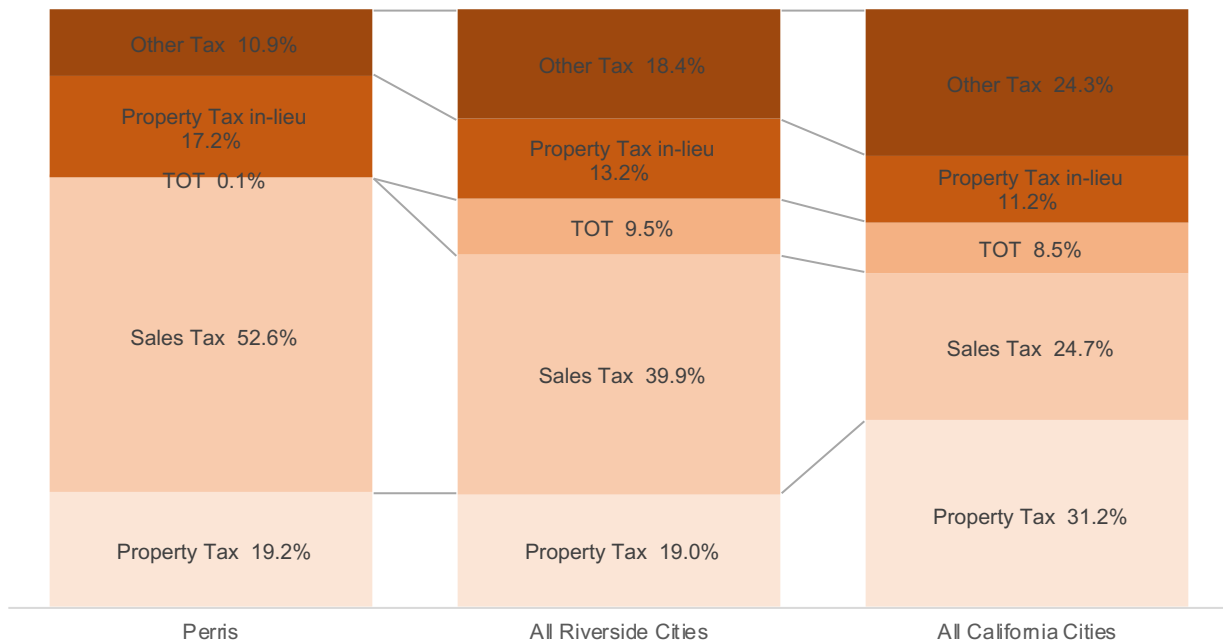 Other Tax 10.9%
Property Tax in-lieu
17.2%
TOT 0.1%
Sales Tax 52.6%
Property Tax 19.2%
Perris
Other Tax 18.4%
Property Tax in-lieu
13.2%
TOT 9.5%
Sales Tax 39.9%
Property Tax 19.0%
All Riverside Cities
Other Tax 24.3%
Property Tax in-lieu
11.2%
TOT 8.5%
Sales Tax 24.7%
Property Tax 31.2%
All California Cities